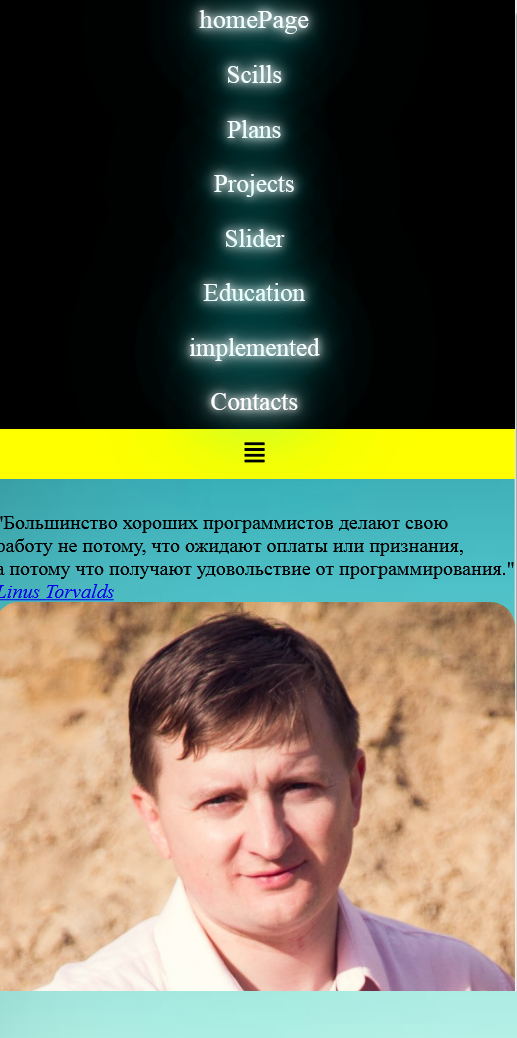 homePage
Scills
Plans
Projects
Slider
Education
implemented
Contacts
"Большинство хороших программистов делают свою
работу не потому, что ожидают оплаты или признания,
а потому что получают удовольствие от программирования."
Linus Torvalds